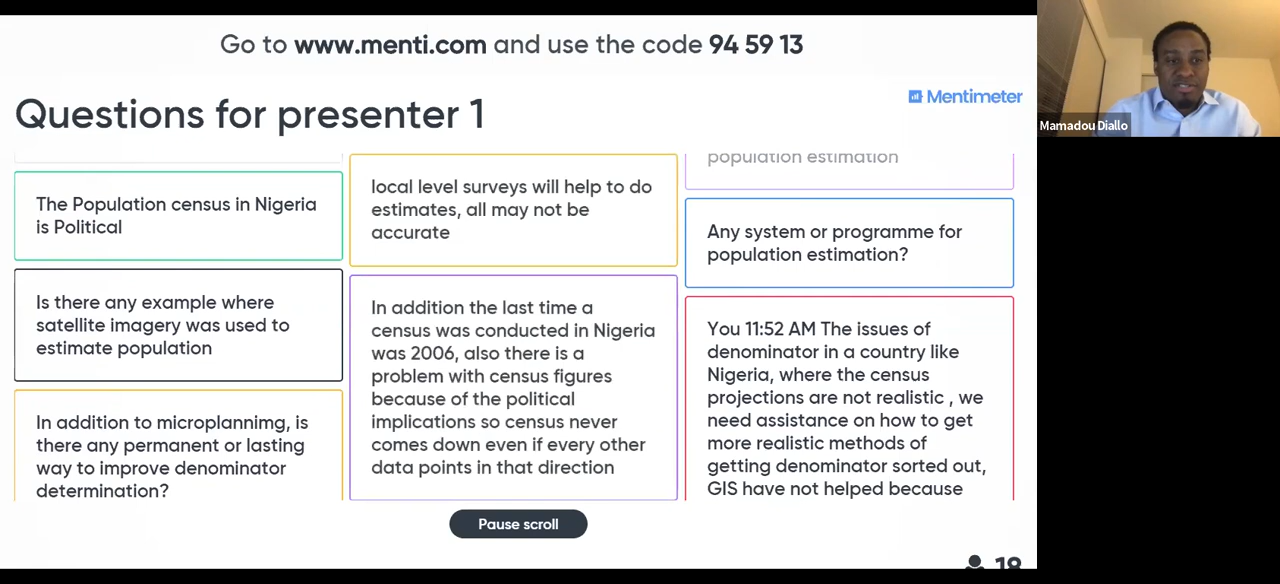 Go to www.menti.com and use the code 94 59 13
Questions for presenter 1
Mentimeter
Mamadou Diallo
The Population census in Nigeria
is Political
Is there any example where
satellite imagery was used to
estimate population
In addition to microplannimg, is
there any permanent or lasting
way to improve denominator
determination?
local level surveys will help to do
estimates, all may not be
accurate
In addition the last time a
census was conducted in Nigeria
was 2006, also there is a
problem with census figures
because of the political
implications so census never
comes down even if every other
data points in that direction
population estimation
Any system or programme for
population estimation?
You 11:52 AM The issues of
denominator in a country like
Nigeria, where the census
projections are not realistic , we
need assistance on how to get
more realistic methods of
getting denominator sorted out,
GIS have not helped because
Pause scroll